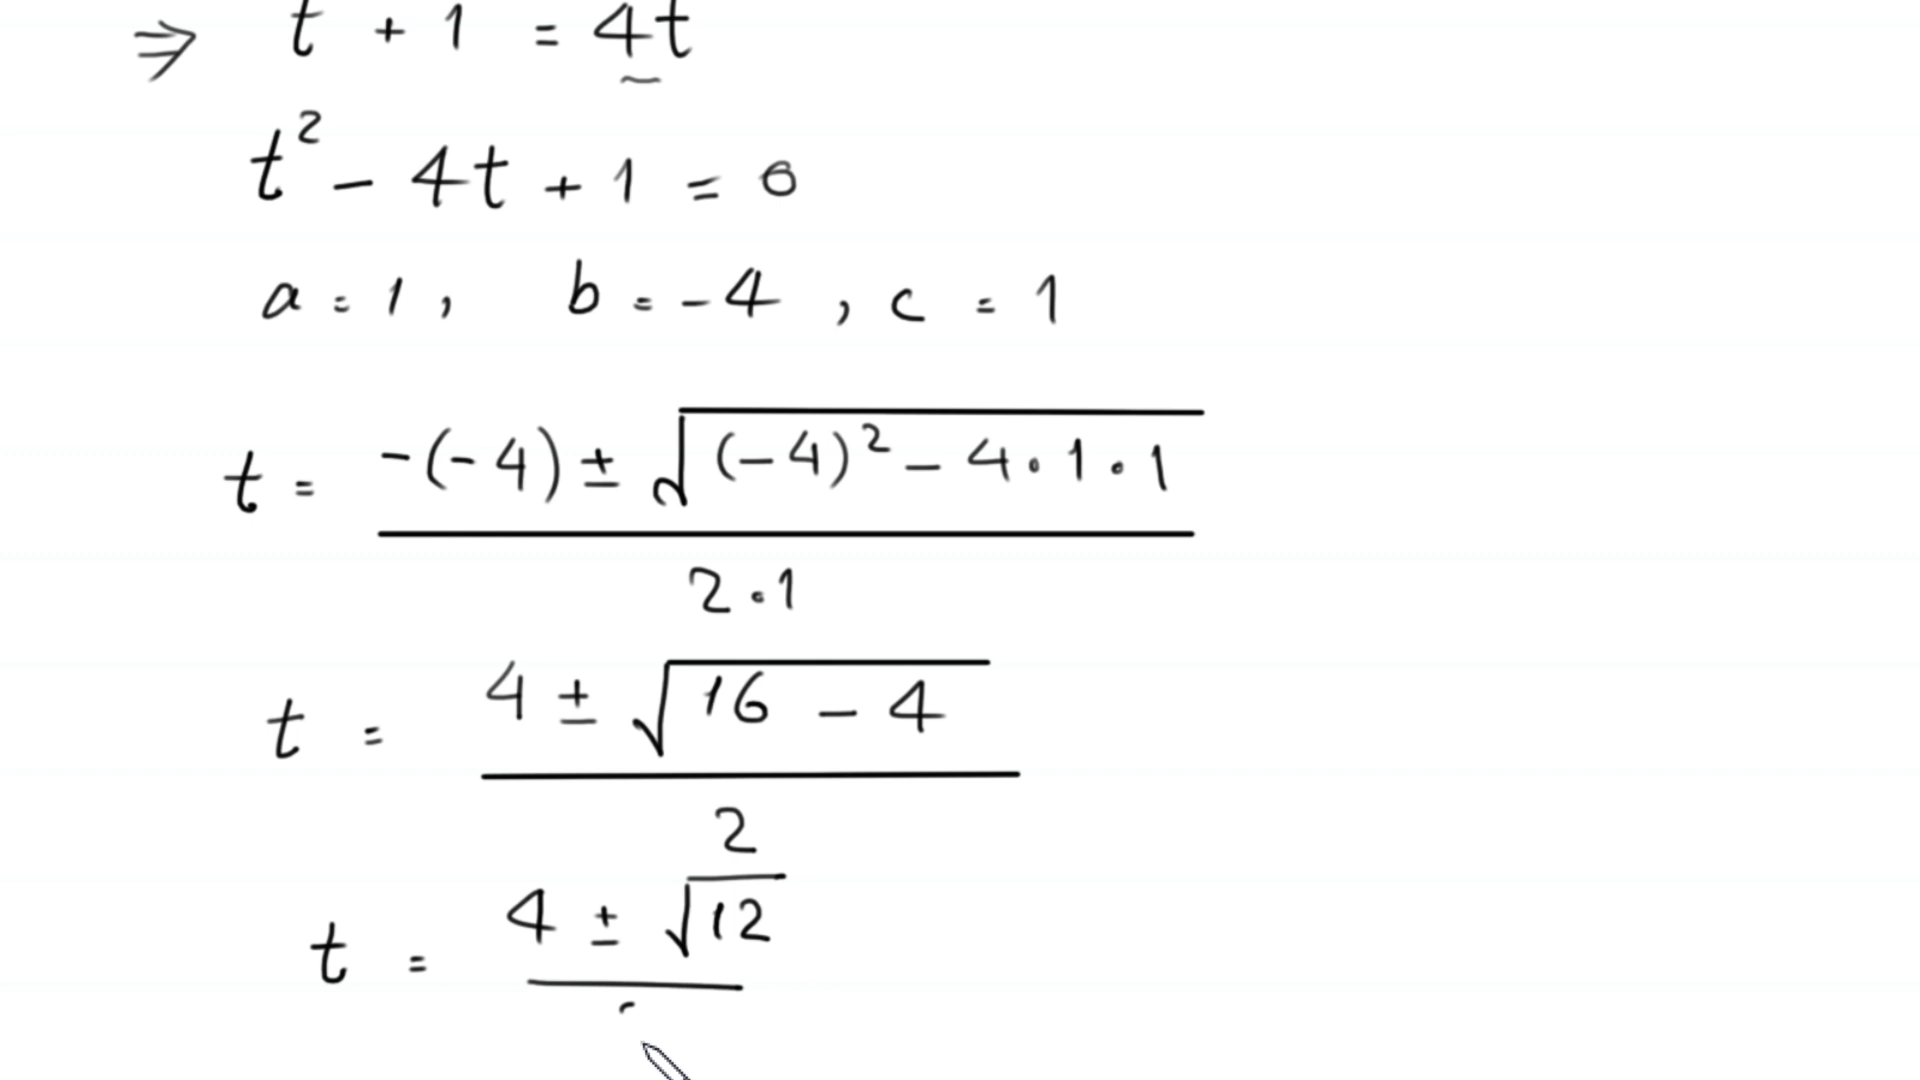 ⇒ t + 1 = 4t
t² - 4t + 1 = 0
a = 1 , b = -4 , c = 1
t = (-(-4) ± √((-4)² - 4·1·1)) / (2·1)
t = (4 ± √(16 - 4)) / 2
t = (4 ± √12) /